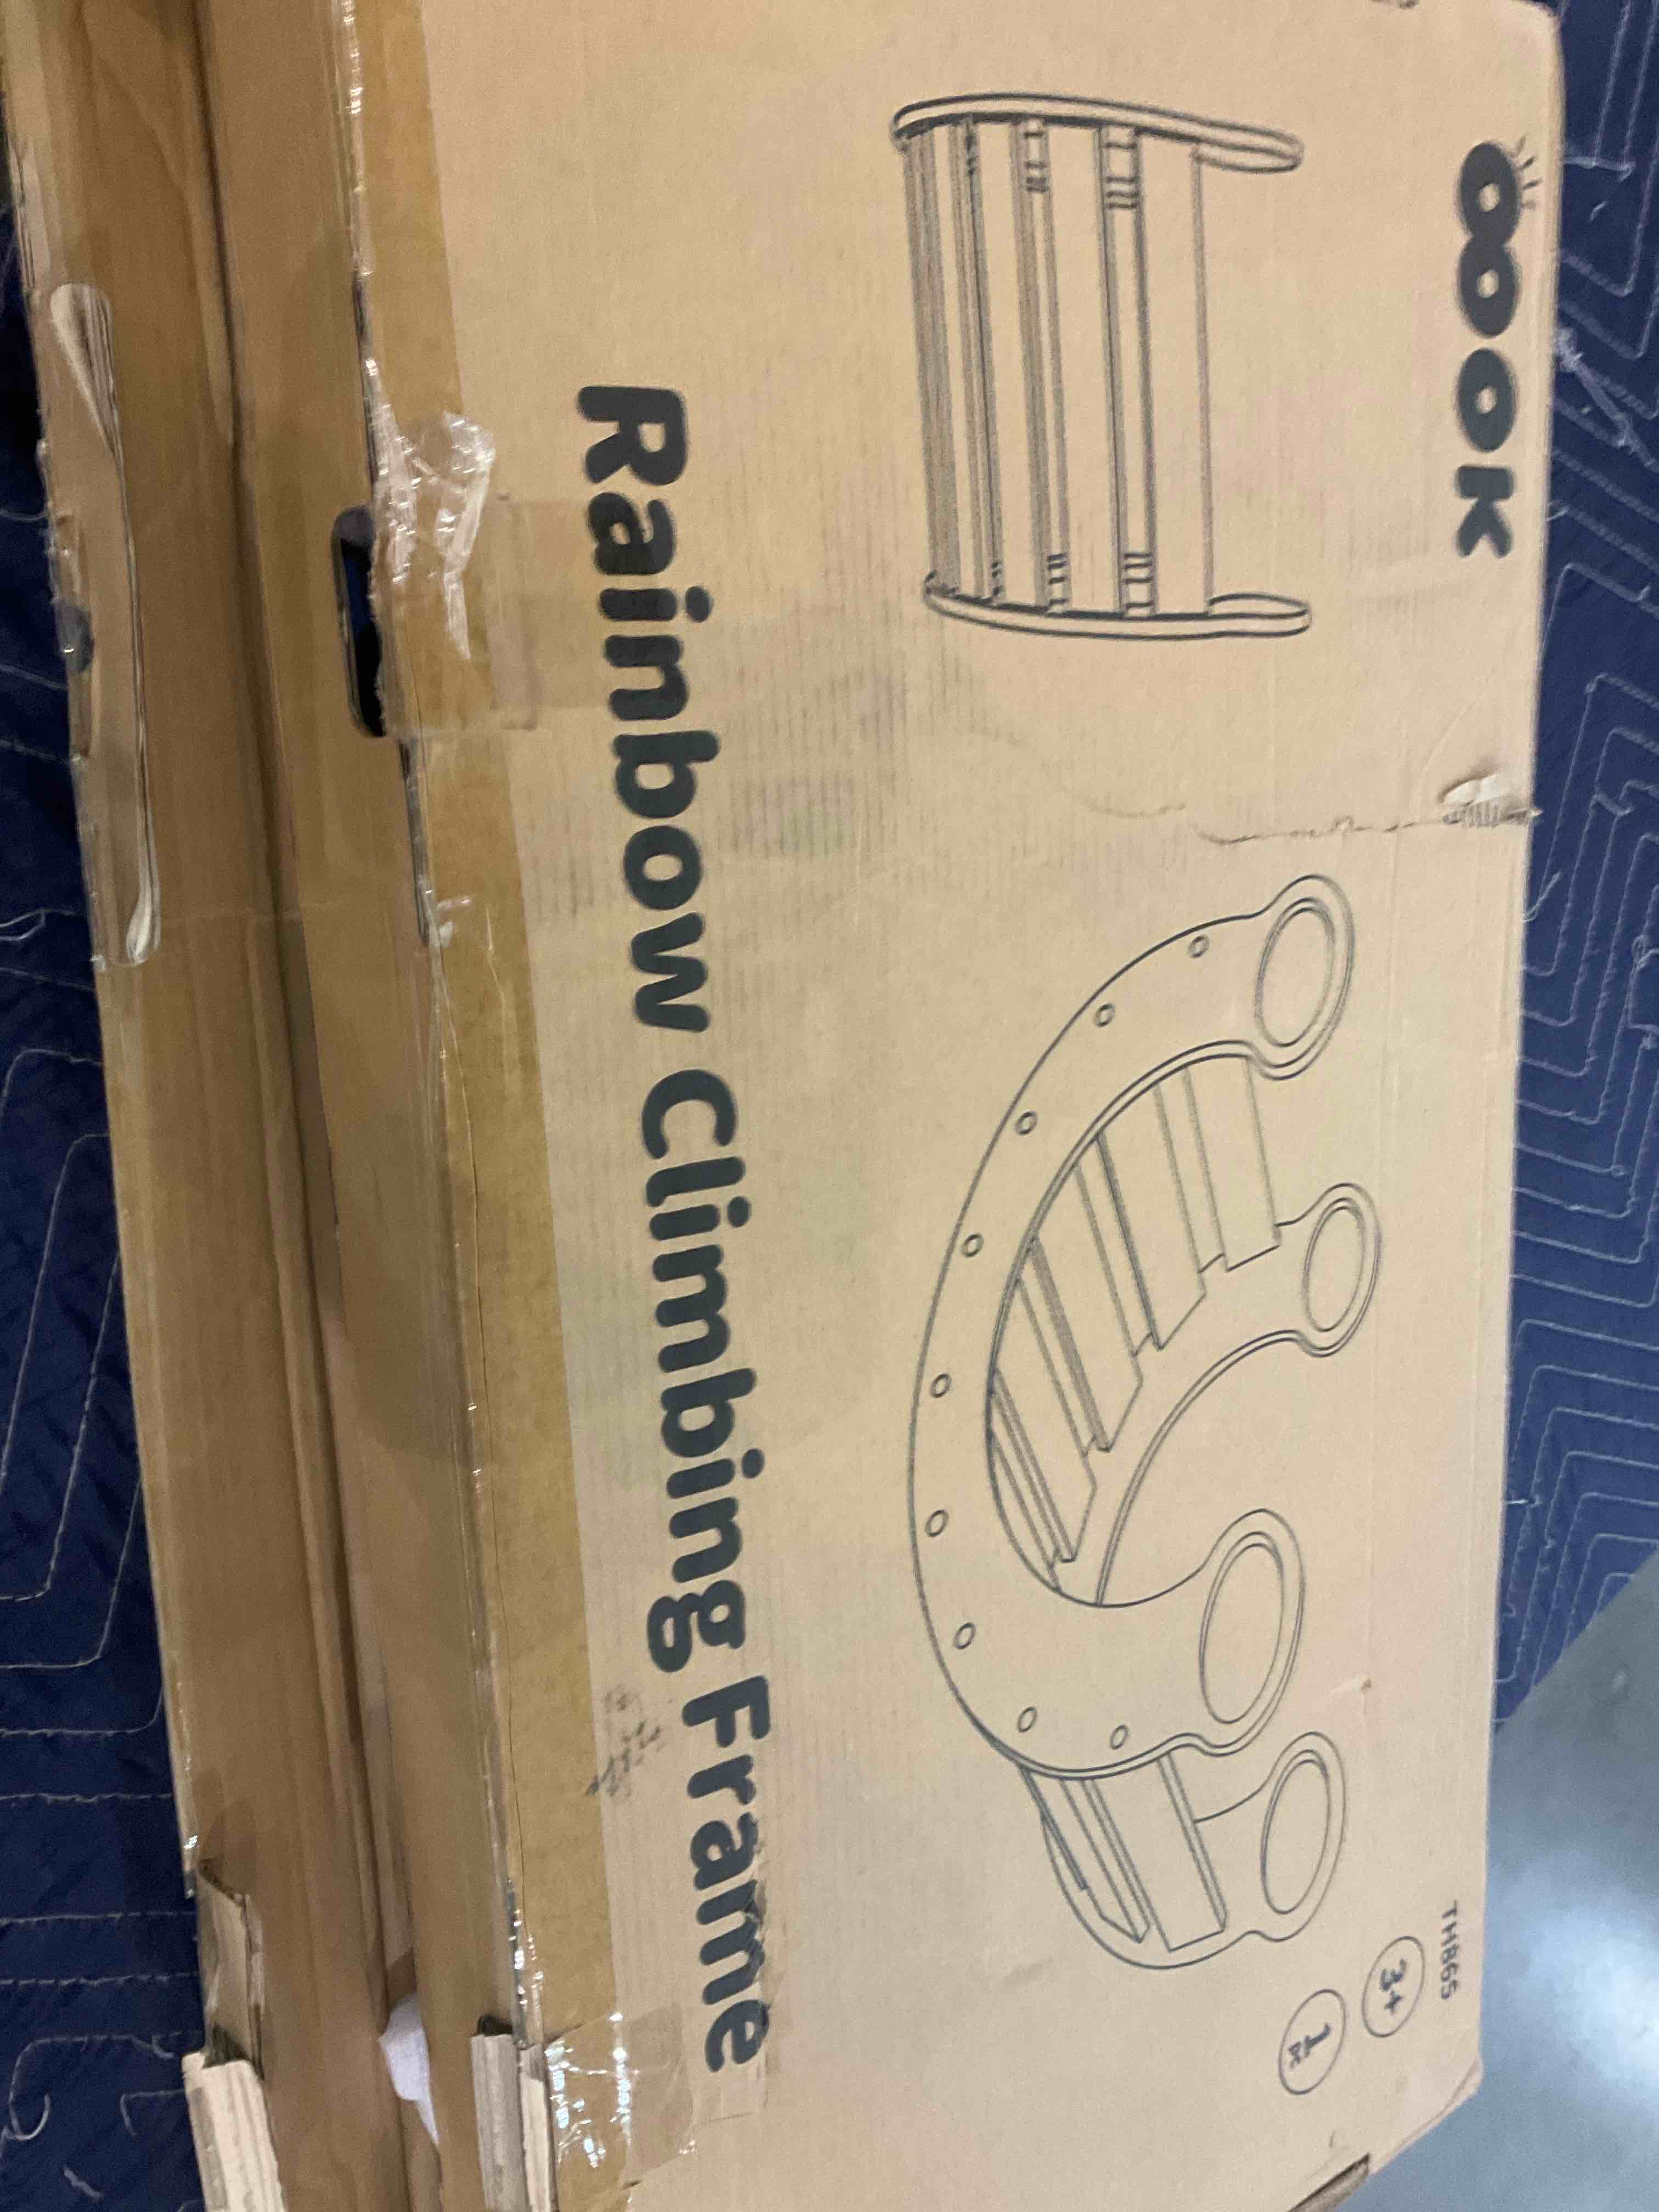 oook
TH865
3+
Rainbow Climbing Frame